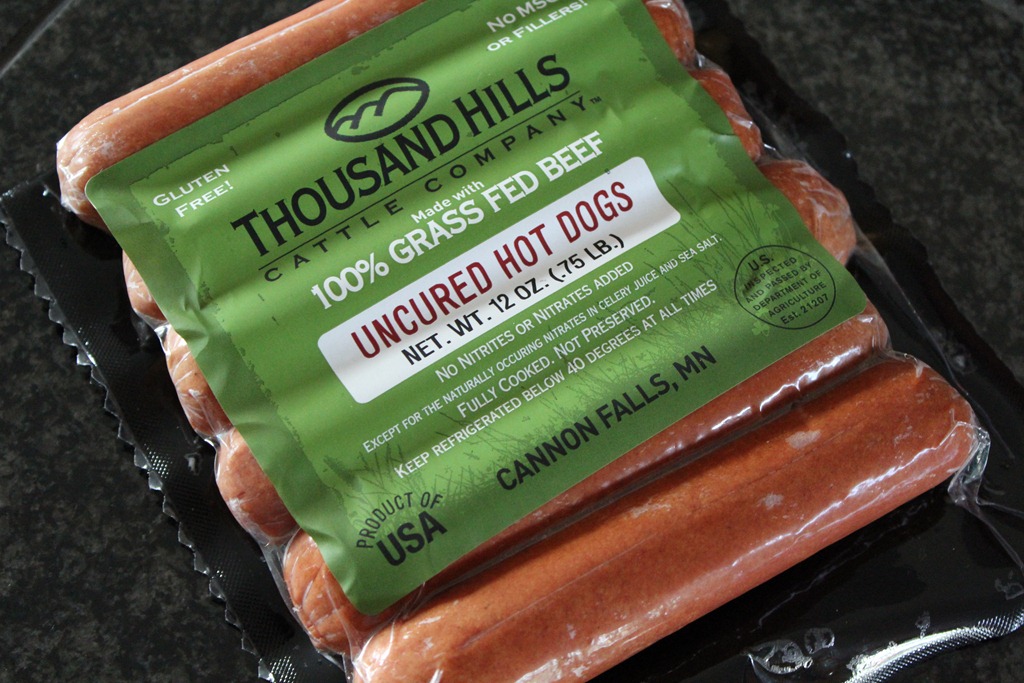 No MSG
or Fillers!
Gluten
Free!
THOUSAND HILLS
CATTLE COMPANY™
Made with
100% GRASS FED BEEF
UNCURED HOT DOGS
NET. WT. 12 OZ. (.75 LB.)
No Nitrites or Nitrates added
Except for the naturally occuring nitrates in celery juice and sea salt.
Fully Cooked. Not Preserved.
Keep refrigerated below 40 degrees at all times
CANNON FALLS, MN
PRODUCT OF
USA
U.S.
INSPECTED
AND PASSED BY
DEPARTMENT OF
AGRICULTURE
Est. 21207